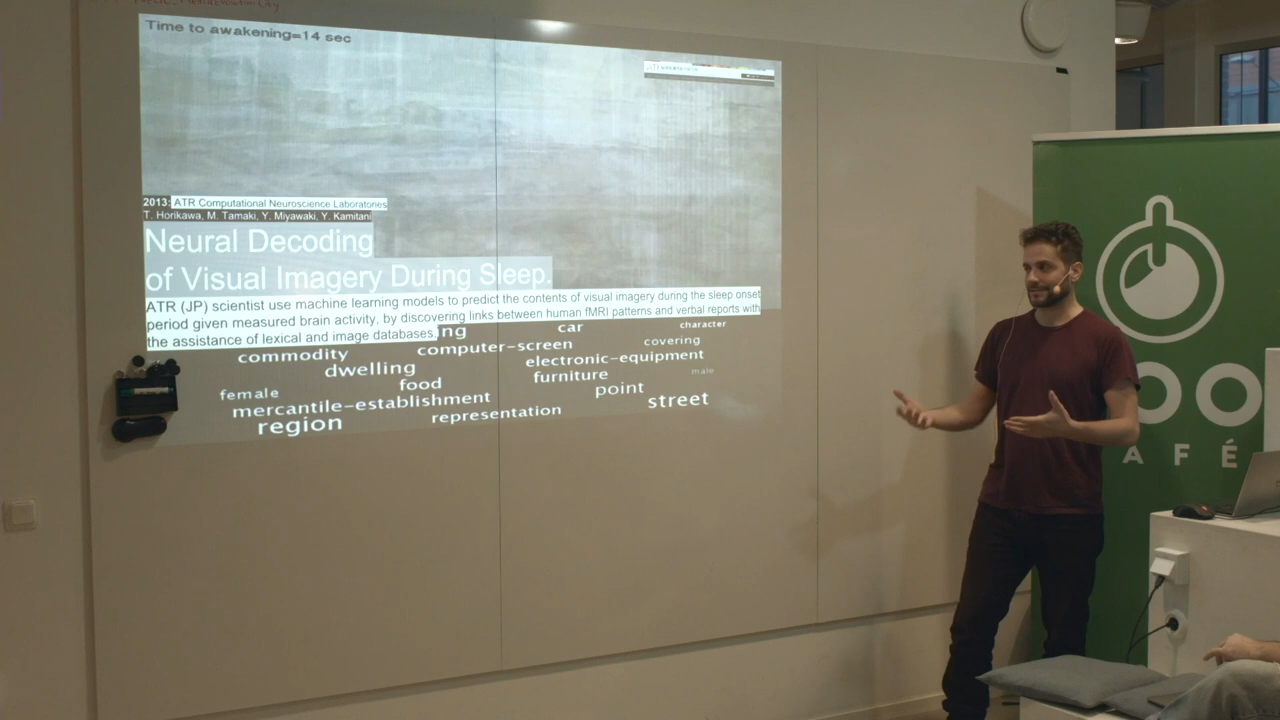 Time to awakening=14 sec
2013: ATR Computational Neuroscience Laboratories
T. Horikawa, M. Tamaki, Y. Miyawaki, Y. Kamitani
Neural Decoding
of Visual Imagery During Sleep.
ATR (JP) scientist use machine learning models to predict the contents of visual imagery during the sleep onset
period given measured brain activity, by discovering links between human fMRI patterns and verbal reports with
the assistance of lexical and image databases.
car character
commodity computer-screen covering
dwelling electronic-equipment
female food furniture male
mercantile-establishment point
region representation street
OO
AFÉ